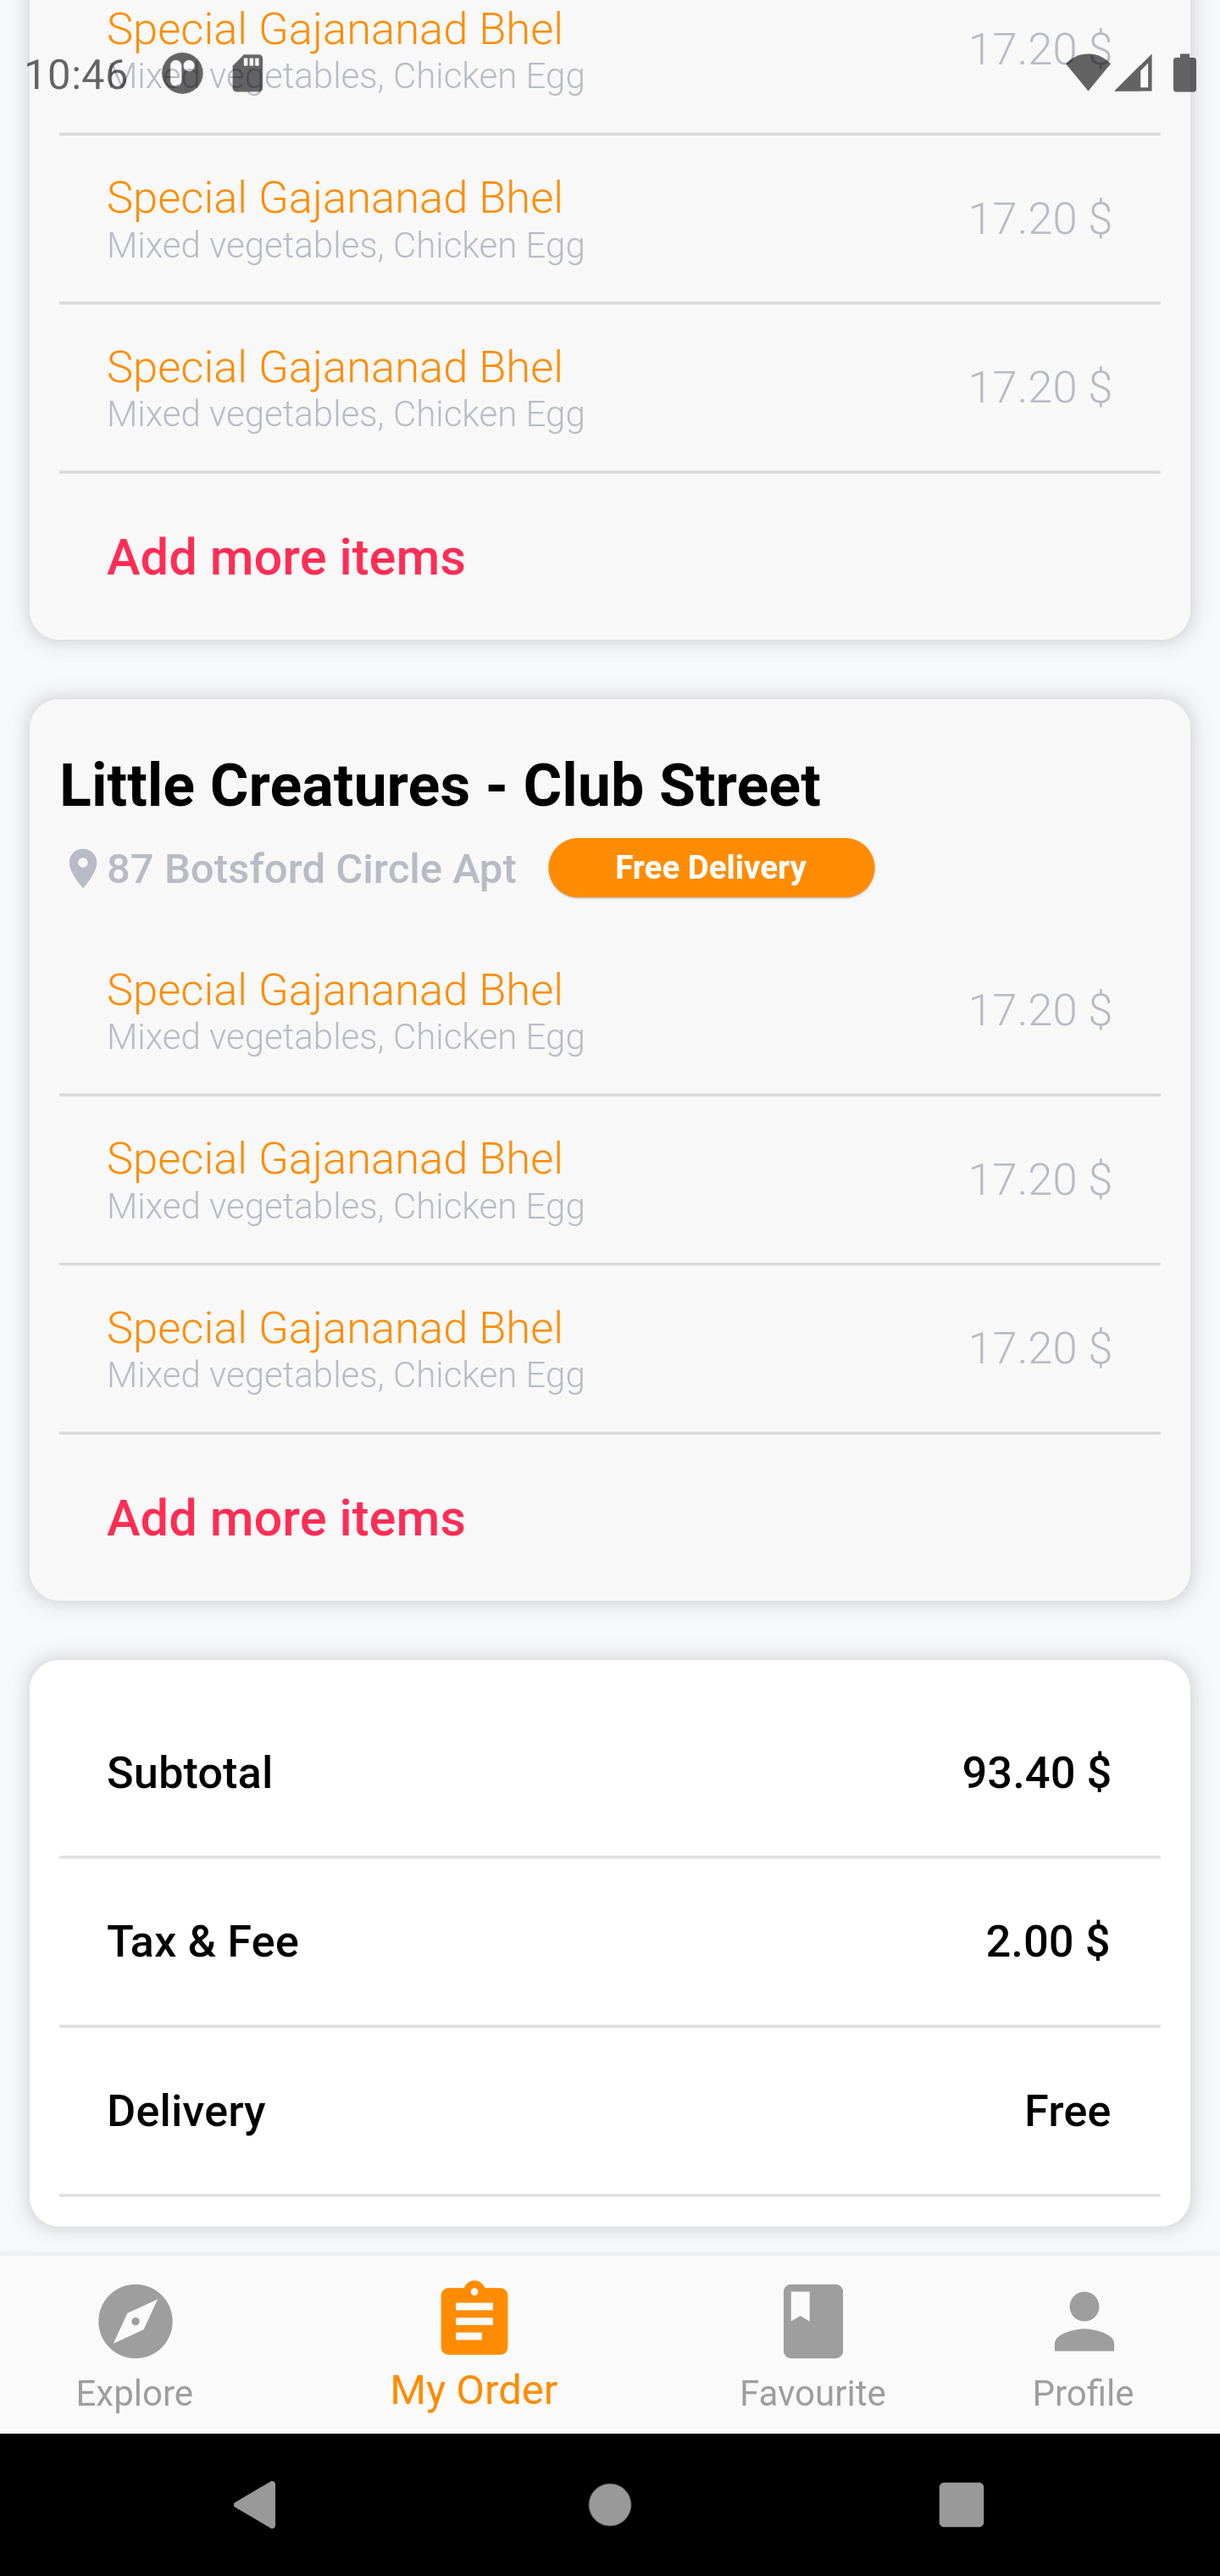 Special Gajananad Bhel
17.20 $
10:46
Mixed vegetables, Chicken Egg
Special Gajananad Bhel
17.20 $
Mixed vegetables, Chicken Egg
Special Gajananad Bhel
17.20 $
Mixed vegetables, Chicken Egg
Add more items
Little Creatures - Club Street
87 Botsford Circle Apt
Free Delivery
Special Gajananad Bhel
17.20 $
Mixed vegetables, Chicken Egg
Special Gajananad Bhel
17.20 $
Mixed vegetables, Chicken Egg
Special Gajananad Bhel
17.20 $
Mixed vegetables, Chicken Egg
Add more items
Subtotal
93.40 $
Tax & Fee
2.00 $
Delivery
Free
Explore
My Order
Favourite
Profile